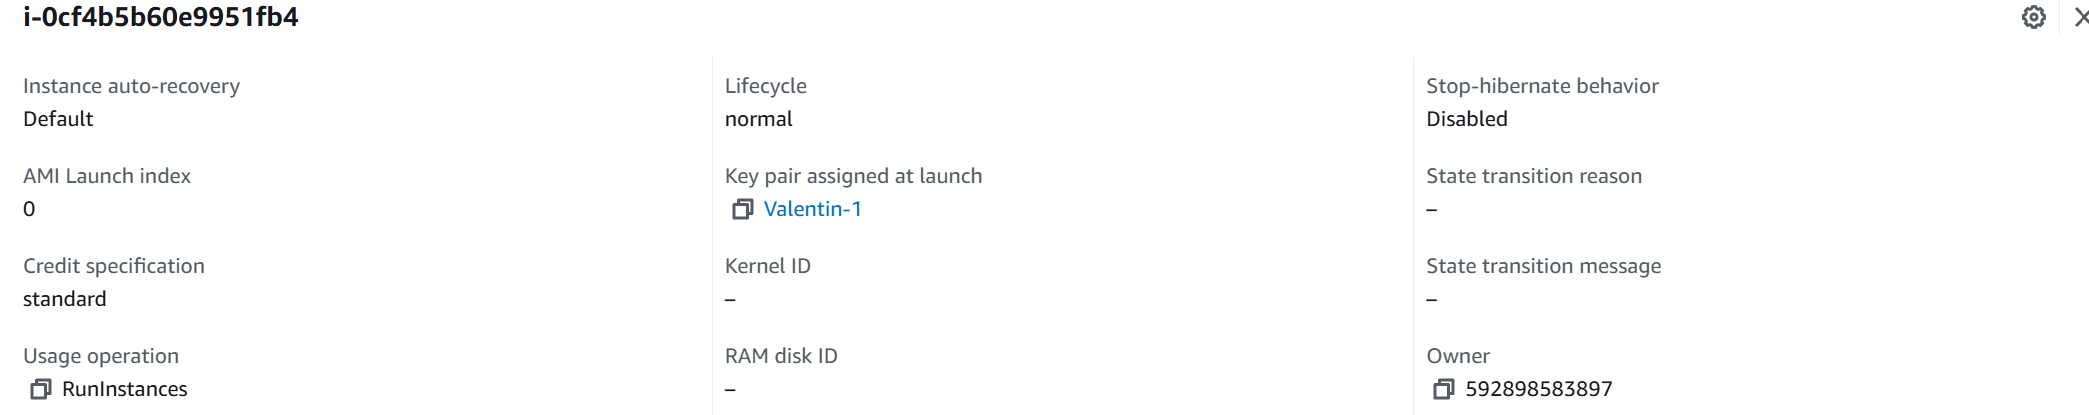 i-0cf4b5b60e9951fb4
Instance auto-recovery
Default
AMI Launch index
0
Credit specification
standard
Usage operation
RunInstances
Lifecycle
normal
Key pair assigned at launch
Valentin-1
Kernel ID
–
RAM disk ID
–
Stop-hibernate behavior
Disabled
State transition reason
–
State transition message
–
Owner
592898583897